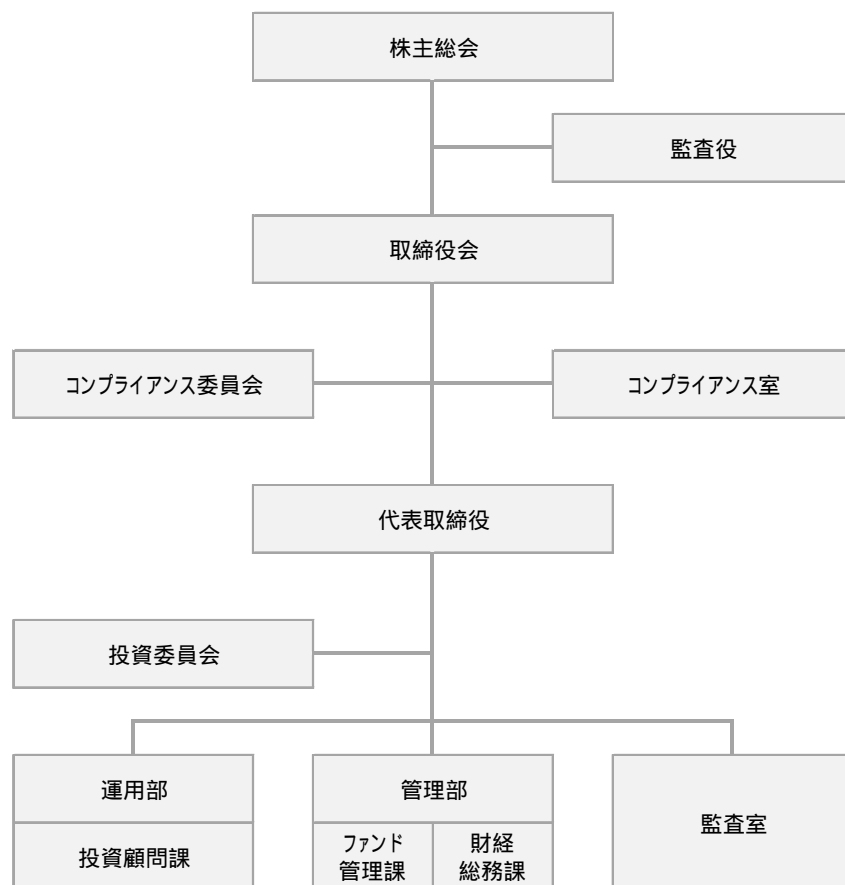 株主総会
監査役
取締役会
コンプライアンス委員会
コンプライアンス室
代表取締役
投資委員会
運用部
管理部
監査室
投資顧問課
ファンド
管理課
財経
総務課